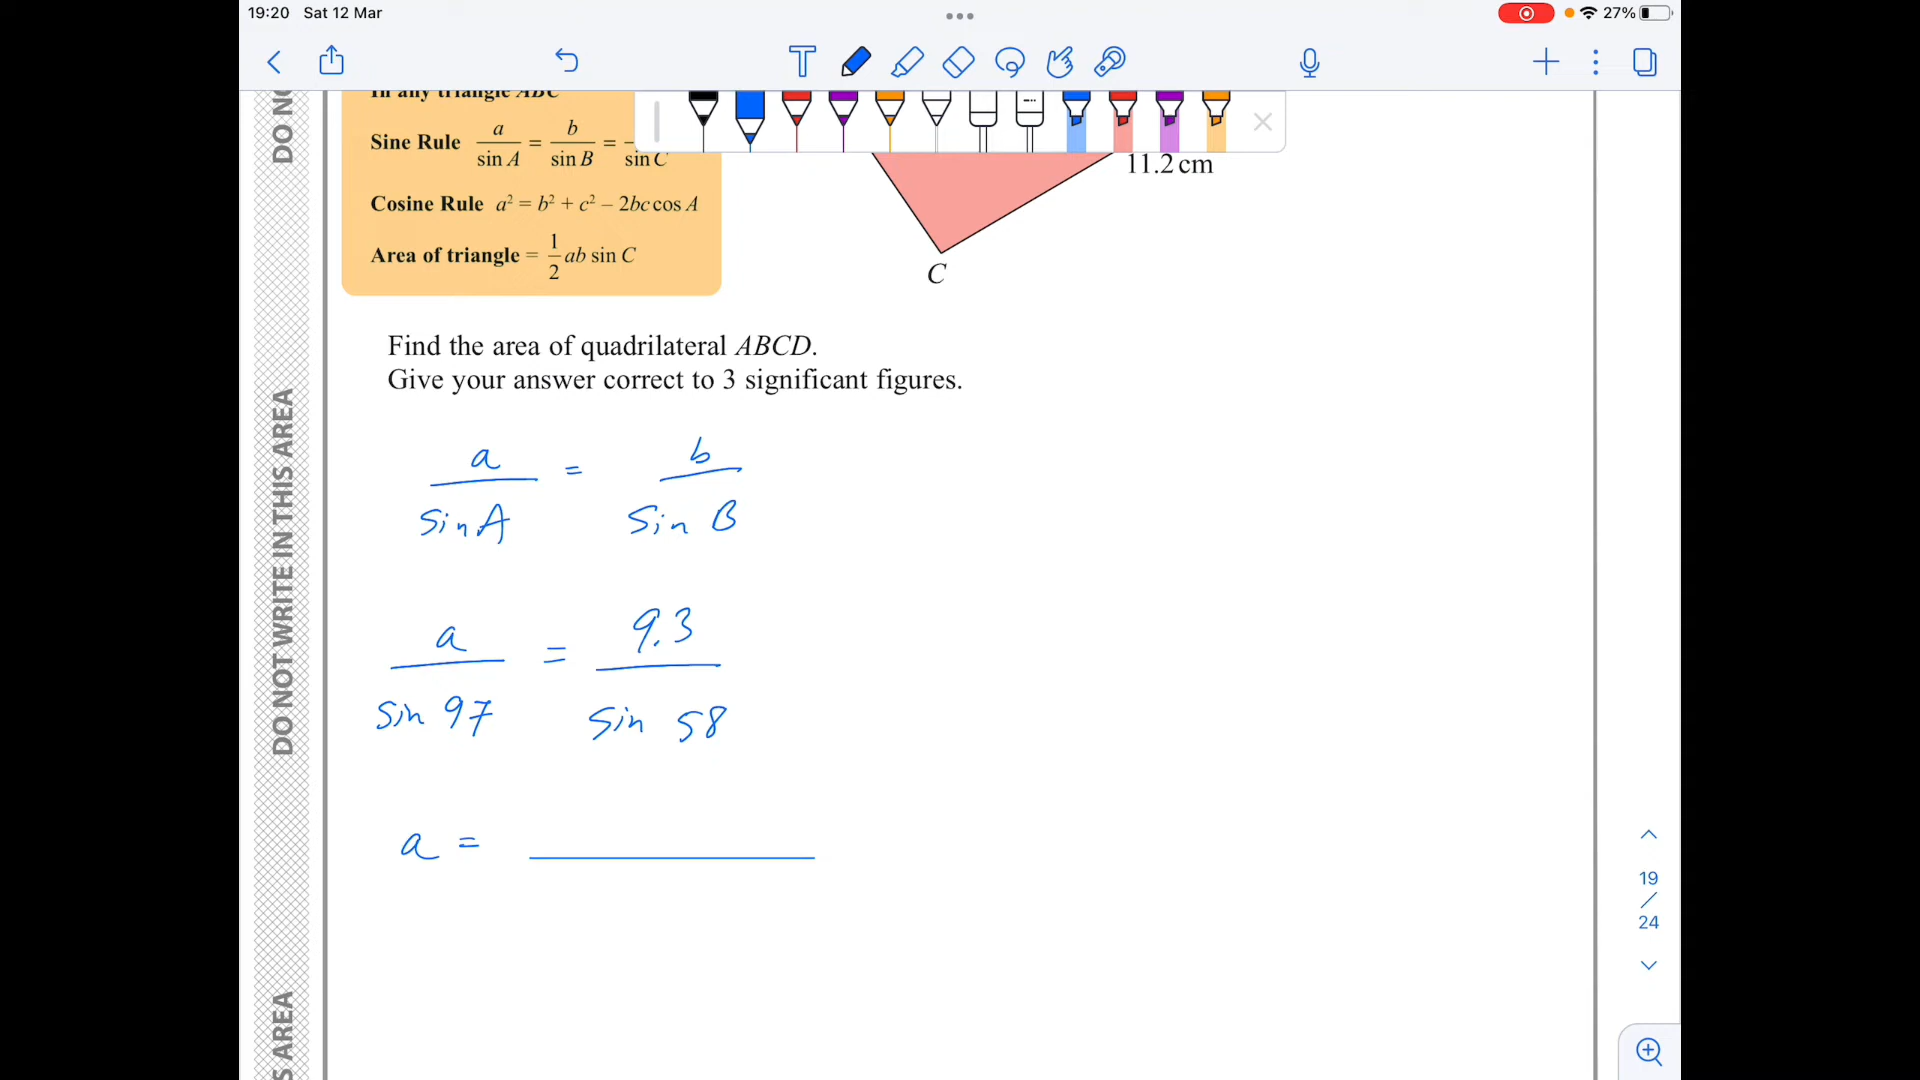 19:20 Sat 12 Mar
27%
DO NO
DO NOT WRITE IN THIS AREA
S AREA
In any triangle ABC
Sine Rule a/sin A = b/sin B = sin C
Cosine Rule a² = b² + c² – 2bc cos A
Area of triangle = 1/2 ab sin C
11.2 cm
C
Find the area of quadrilateral ABCD.
Give your answer correct to 3 significant figures.
a/sin A = b/sin B
a/sin 97 = 9.3/sin 58
a =
19
/
24